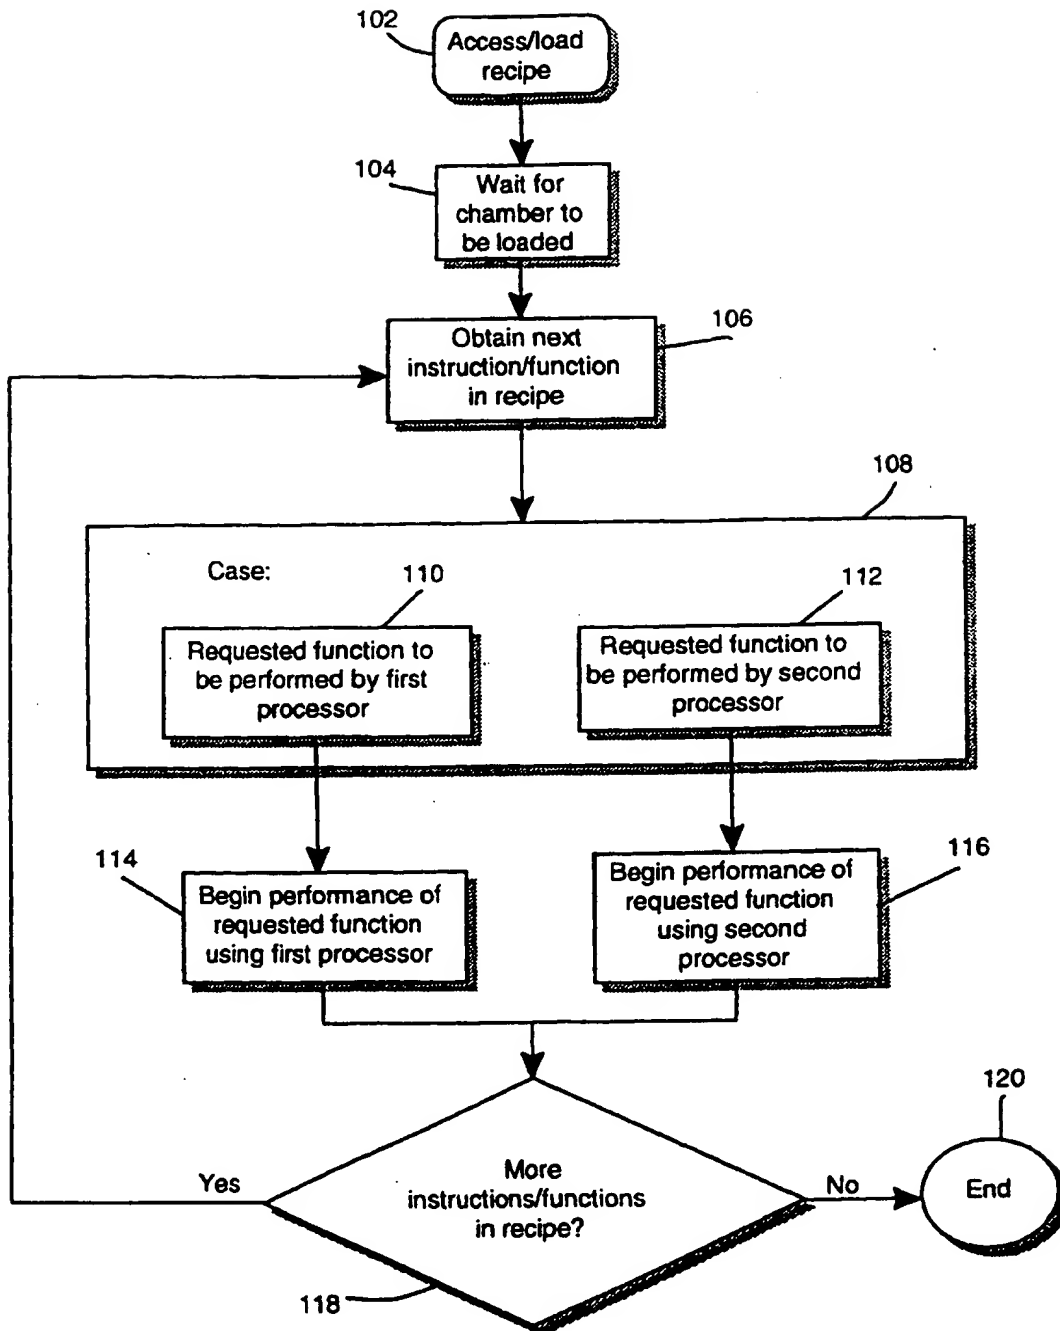 102
Access/load
recipe
104
Wait for
chamber to
be loaded
106
Obtain next
instruction/function
in recipe
108
Case:
110
112
Requested function to
be performed by first
processor
Requested function to
be performed by second
processor
114
Begin performance of
requested function
using first processor
116
Begin performance of
requested function
using second
processor
120
Yes
More
instructions/functions
in recipe?
No
End
118